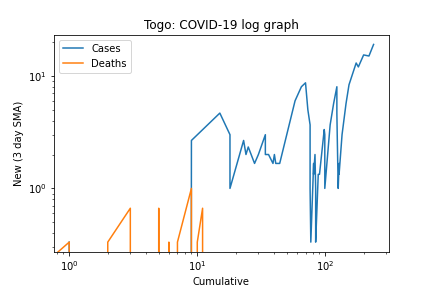 Togo: COVID-19 log graph
Cases
Deaths
10¹
10⁰
New (3 day SMA)
10⁰ 10¹ 10²
Cumulative